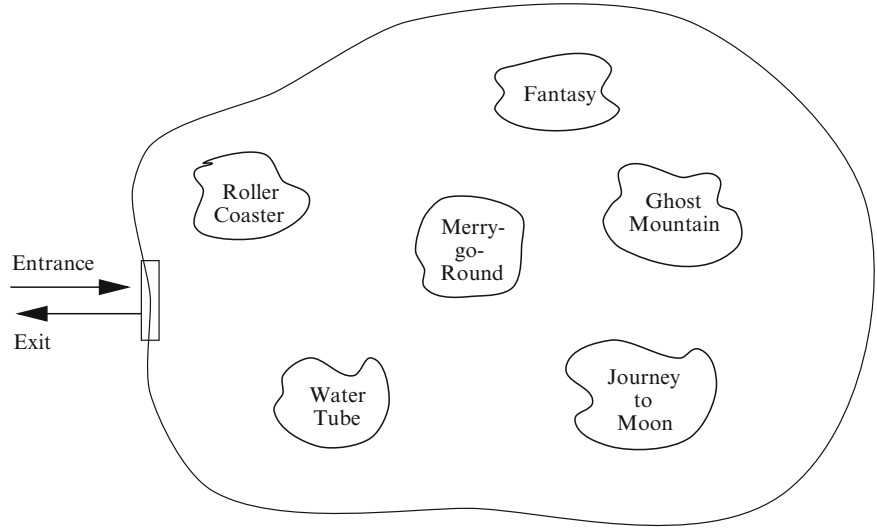 Fantasy
Roller
Coaster
Ghost
Mountain
Merry-
go-
Round
Entrance
Exit
Water
Tube
Journey
to
Moon